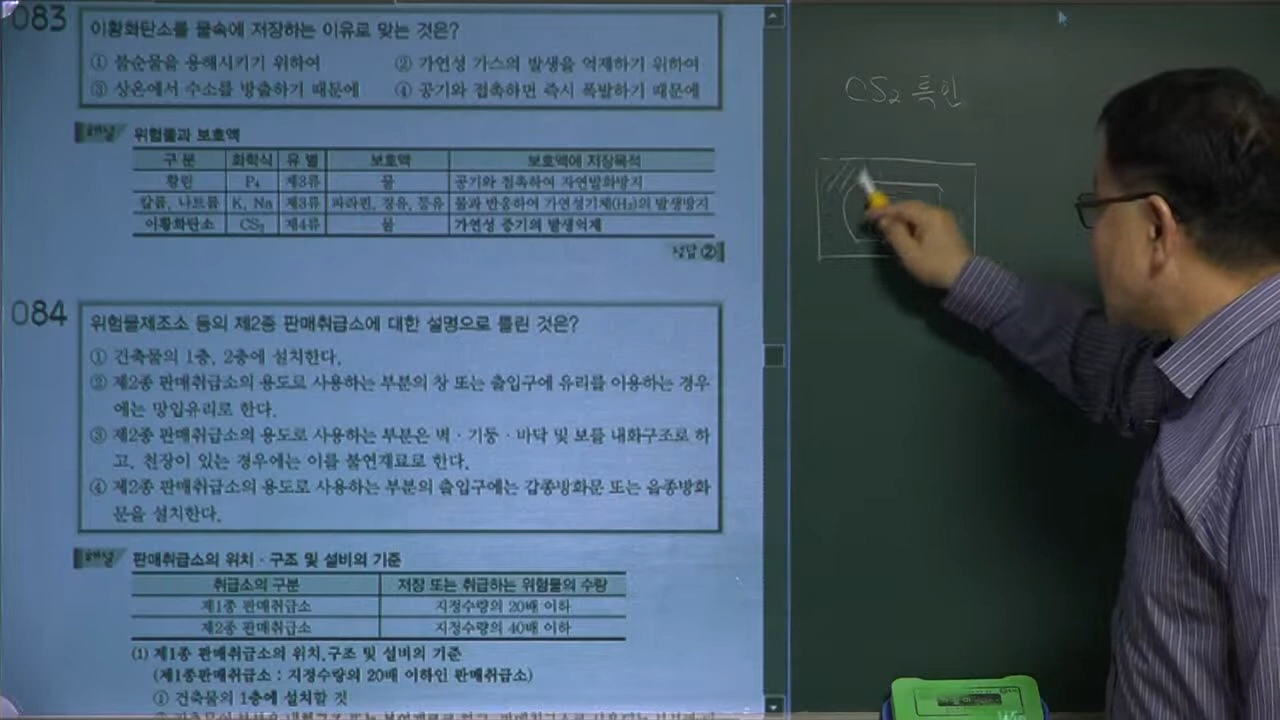 083
이황화탄소를 물속에 저장하는 이유로 맞는 것은?
① 불순물을 용해시키기 위하여 ② 가연성 가스의 발생을 억제하기 위하여
③ 상온에서 수소를 방출하기 때문에 ④ 공기와 접촉하면 즉시 폭발하기 때문에
해설 위험물과 보호액
구 분 화학식 유 별 보호액 보호액에 저장목적
황린 P₄ 제3류 물 공기와 접촉하여 자연발화방지
칼륨, 나트륨 K, Na 제3류 파라핀, 경유, 등유 물과 반응하여 가연성기체(H₂)의 발생방지
이황화탄소 CS₂ 제4류 물 가연성 증기의 발생억제
정답 ②
084
위험물제조소 등의 제2종 판매취급소에 대한 설명으로 틀린 것은?
① 건축물의 1층, 2층에 설치한다.
② 제2종 판매취급소의 용도로 사용하는 부분의 창 또는 출입구에 유리를 이용하는 경우
에는 망입유리로 한다.
③ 제2종 판매취급소의 용도로 사용하는 부분은 벽·기둥·바닥 및 보를 내화구조로 하
고, 천장이 있는 경우에는 이를 불연재료로 한다.
④ 제2종 판매취급소의 용도로 사용하는 부분의 출입구에는 갑종방화문 또는 을종방화
문을 설치한다.
해설 판매취급소의 위치·구조 및 설비의 기준
취급소의 구분 저장 또는 취급하는 위험물의 수량
제1종 판매취급소 지정수량의 20배 이하
제2종 판매취급소 지정수량의 40배 이하
(1) 제1종 판매취급소의 위치,구조 및 설비의 기준
(제1종판매취급소 : 지정수량의 20배 이하인 판매취급소)
① 건축물의 1층에 설치할 것
CS₂ 특인